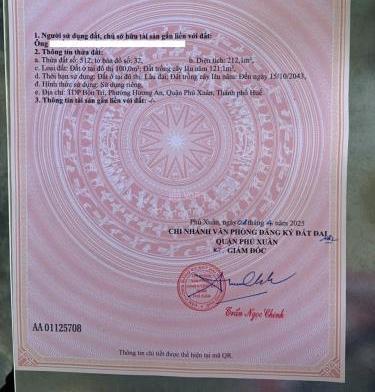 1. Người sử dụng đất, chủ sở hữu tài sản gắn liền với đất:
Ông
2. Thông tin thửa đất:
a. Thửa đất số: 512; tờ bản đồ số: 32, b. Diện tích: 221,1m²,
c. Loại đất: Đất ở tại đô thị 100,0m²; Đất trồng cây lâu năm 121,1m²,
d. Thời hạn sử dụng: Đất ở tại đô thị: Lâu dài; Đất trồng cây lâu năm: Đến ngày 15/10/2043,
đ. Hình thức sử dụng: Sử dụng riêng,
e. Địa chỉ: TDP Bồn Trì, Phường Hương An, Quận Phú Xuân, Thành phố Huế.
3. Thông tin tài sản gắn liền với đất: -/-.
Phú Xuân, ngày tháng 4 năm 2025
CHI NHÁNH VĂN PHÒNG ĐĂNG KÝ ĐẤT ĐAI
QUẬN PHÚ XUÂN
GIÁM ĐỐC
Trần Ngọc Chinh
AA 01125708
Thông tin chi tiết được thể hiện tại mã QR.